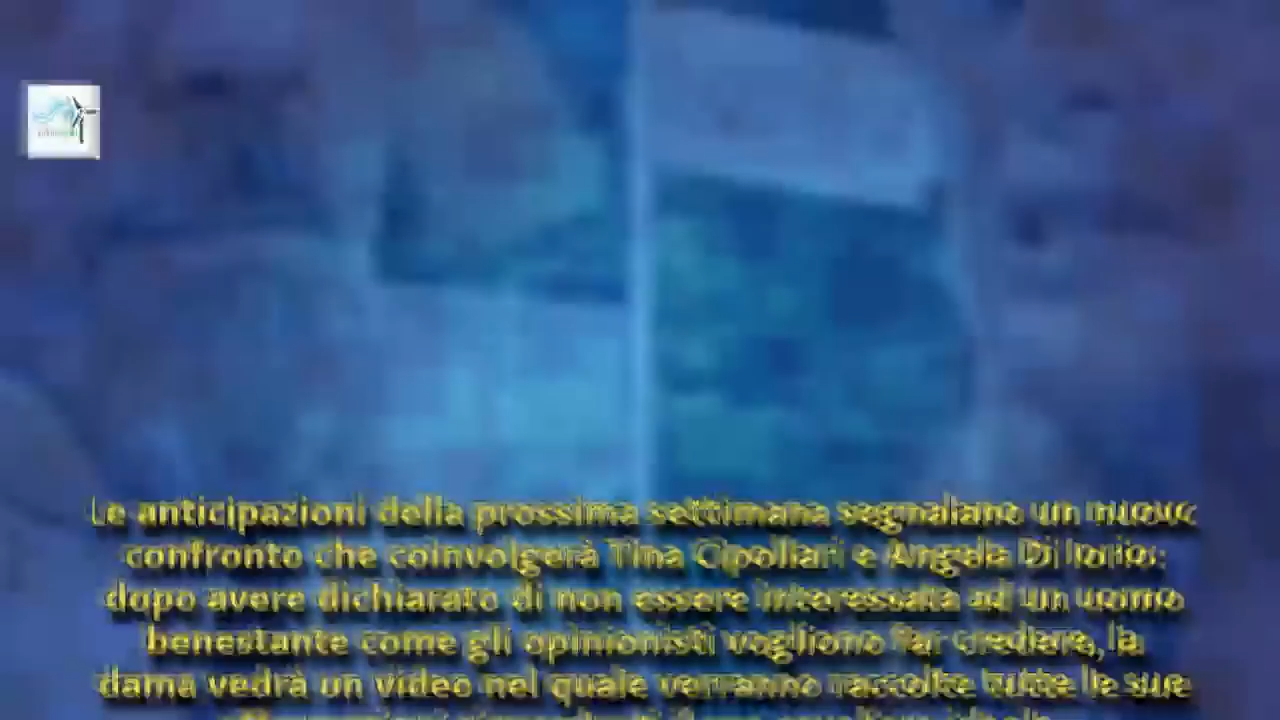 Le anticipazioni della prossima settimana segnalano un nuovo
confronto che coinvolgerà Tina Cipollari e Angela Di Iorio:
dopo avere dichiarato di non essere interessata ad un uomo
benestante come gli opinionisti vogliono far credere, la
dama vedrà un video nel quale verranno raccolte tutte le sue